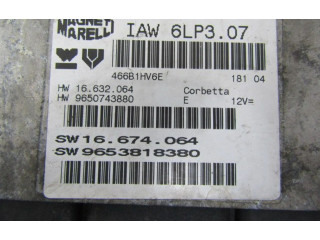 MAGNETI MARELLI IAW 6LP3.07
466B1HV6E 181 04
HW 16.632.064 Corbetta
HW 9650743880 E 12V=
SW 16.674.064
SW 9653818380